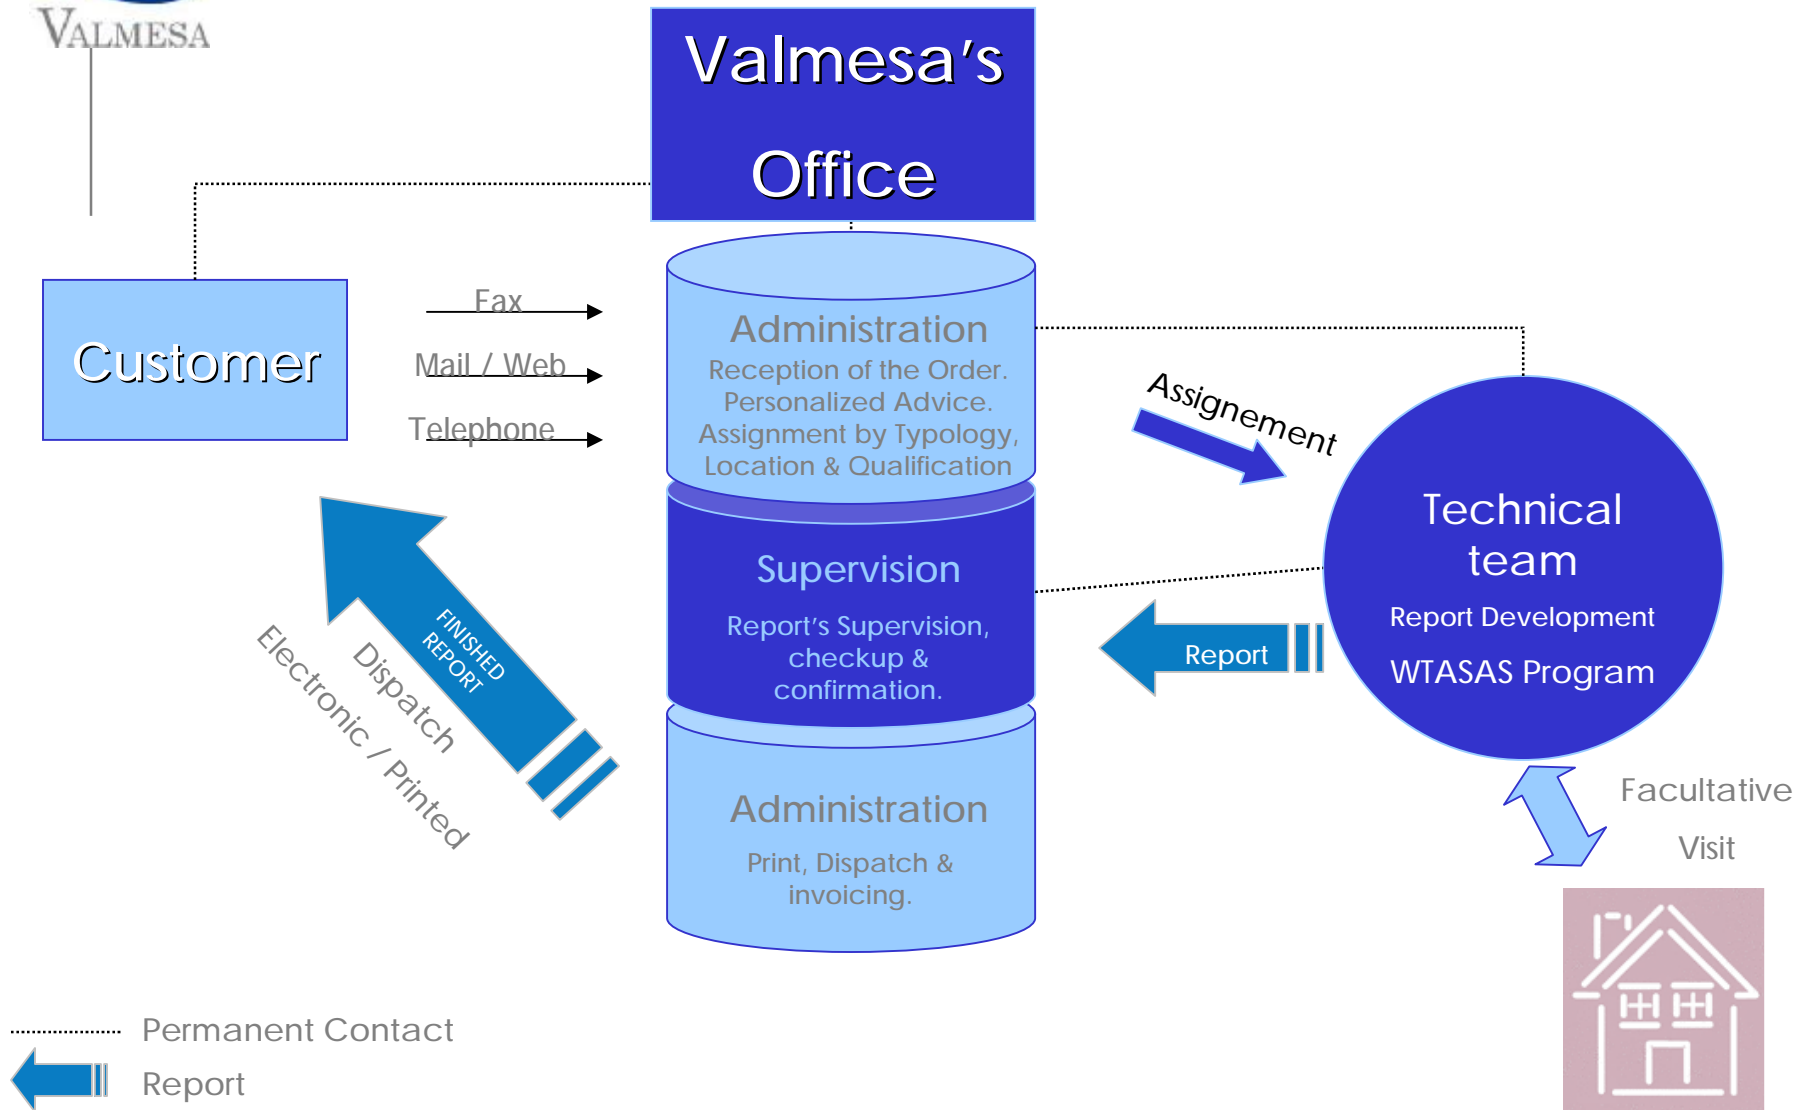 VALMESA
Valmesa's
Office
Customer
Fax
Mail / Web
Telephone
Administration
Reception of the Order.
Personalized Advice.
Assignment by Typology,
Location & Qualification
Assignement
Technical
team
Report Development
WTASAS Program
Supervision
Report's Supervision,
checkup &
confirmation.
Report
FINISHED
REPORT
Dispatch
Electronic / Printed
Administration
Print, Dispatch &
invoicing.
Facultative
Visit
Permanent Contact
Report